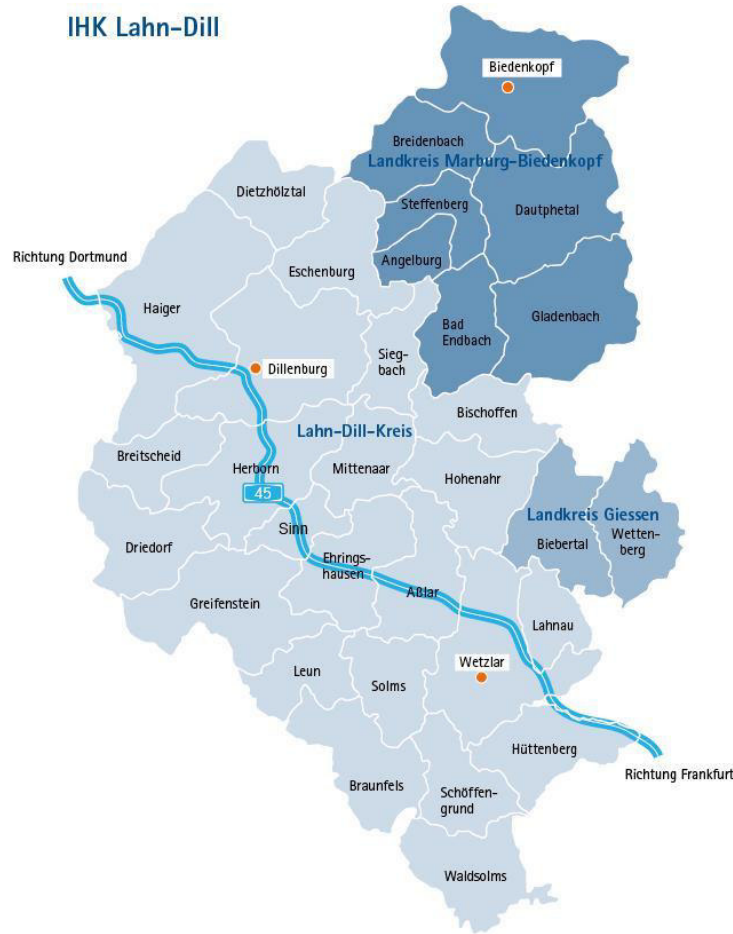 IHK Lahn-Dill
Biedenkopf
Breidenbach
Landkreis Marburg-Biedenkopf
Dietzhölztal
Steffenberg
Dautphetal
Richtung Dortmund
Eschenburg
Angelburg
Haiger
Bad
Endbach
Gladenbach
Sieg-
bach
Dillenburg
Bischoffen
Lahn-Dill-Kreis
Breitscheid
Herborn
Mittenaar
Hohenahr
45
Landkreis Giessen
Sinn
Wetten-
berg
Driedorf
Biebertal
Ehrings-
hausen
Aßlar
Greifenstein
Lahnau
Wetzlar
Leun
Solms
Hüttenberg
Richtung Frankfurt
Braunfels
Schöffen-
grund
Waldsolms